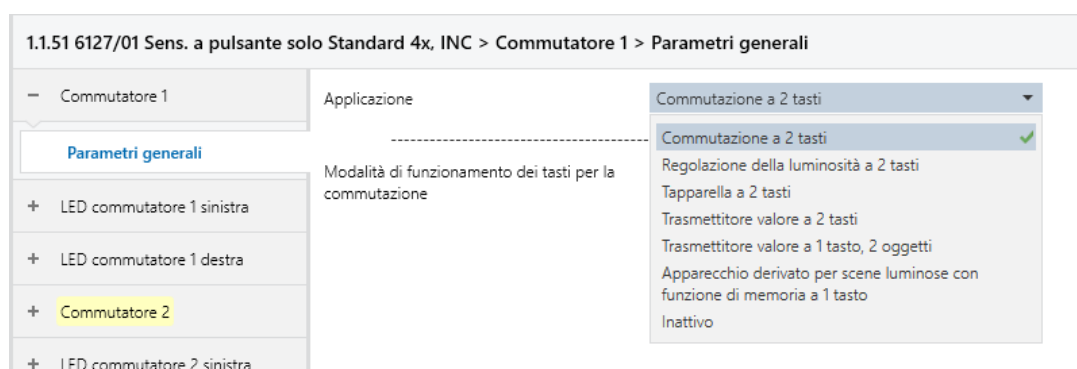 1.1.51 6127/01 Sens. a pulsante solo Standard 4x, INC > Commutatore 1 > Parametri generali
− Commutatore 1
Parametri generali
+ LED commutatore 1 sinistra
+ LED commutatore 1 destra
+ Commutatore 2
+ LED commutatore 2 sinistra
Applicazione
Commutazione a 2 tasti
Modalità di funzionamento dei tasti per la
commutazione
Commutazione a 2 tasti
Regolazione della luminosità a 2 tasti
Tapparella a 2 tasti
Trasmettitore valore a 2 tasti
Trasmettitore valore a 1 tasto, 2 oggetti
Apparecchio derivato per scene luminose con
funzione di memoria a 1 tasto
Inattivo